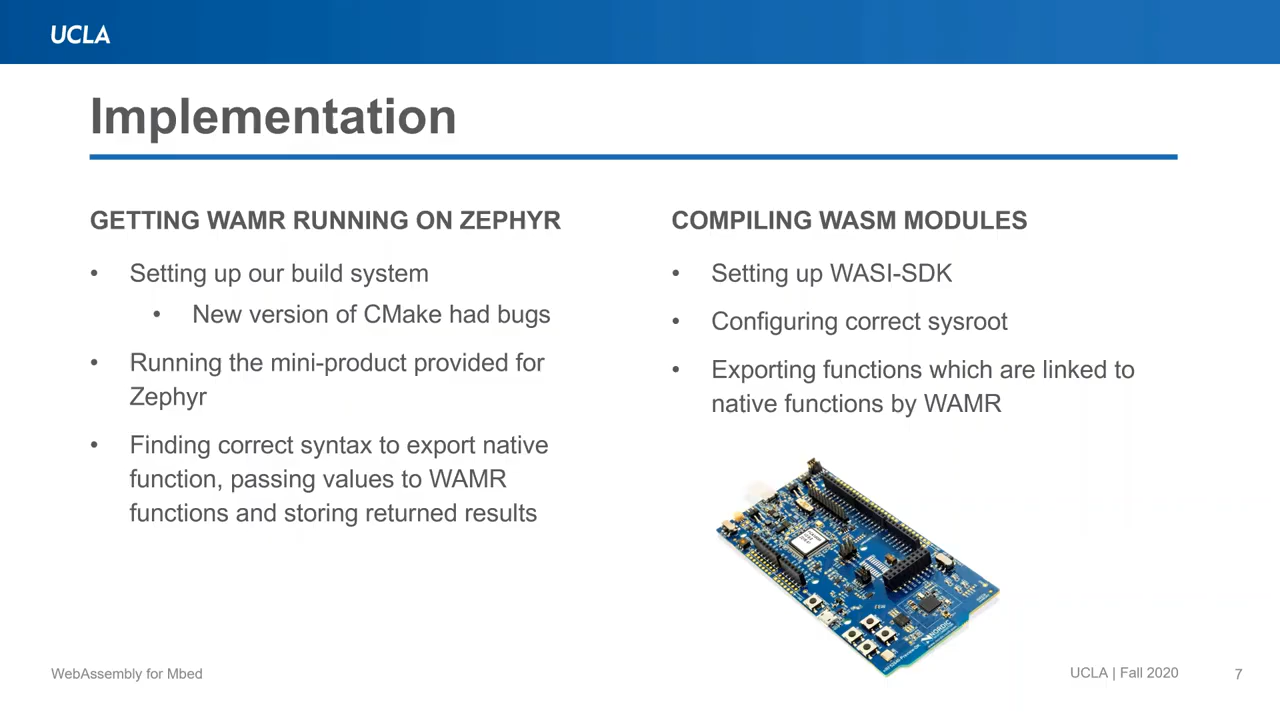 UCLA
Implementation
GETTING WAMR RUNNING ON ZEPHYR
• Setting up our build system
• New version of CMake had bugs
• Running the mini-product provided for
Zephyr
• Finding correct syntax to export native
function, passing values to WAMR
functions and storing returned results
COMPILING WASM MODULES
• Setting up WASI-SDK
• Configuring correct sysroot
• Exporting functions which are linked to
native functions by WAMR
NORDIC
WebAssembly for Mbed
UCLA | Fall 2020
7